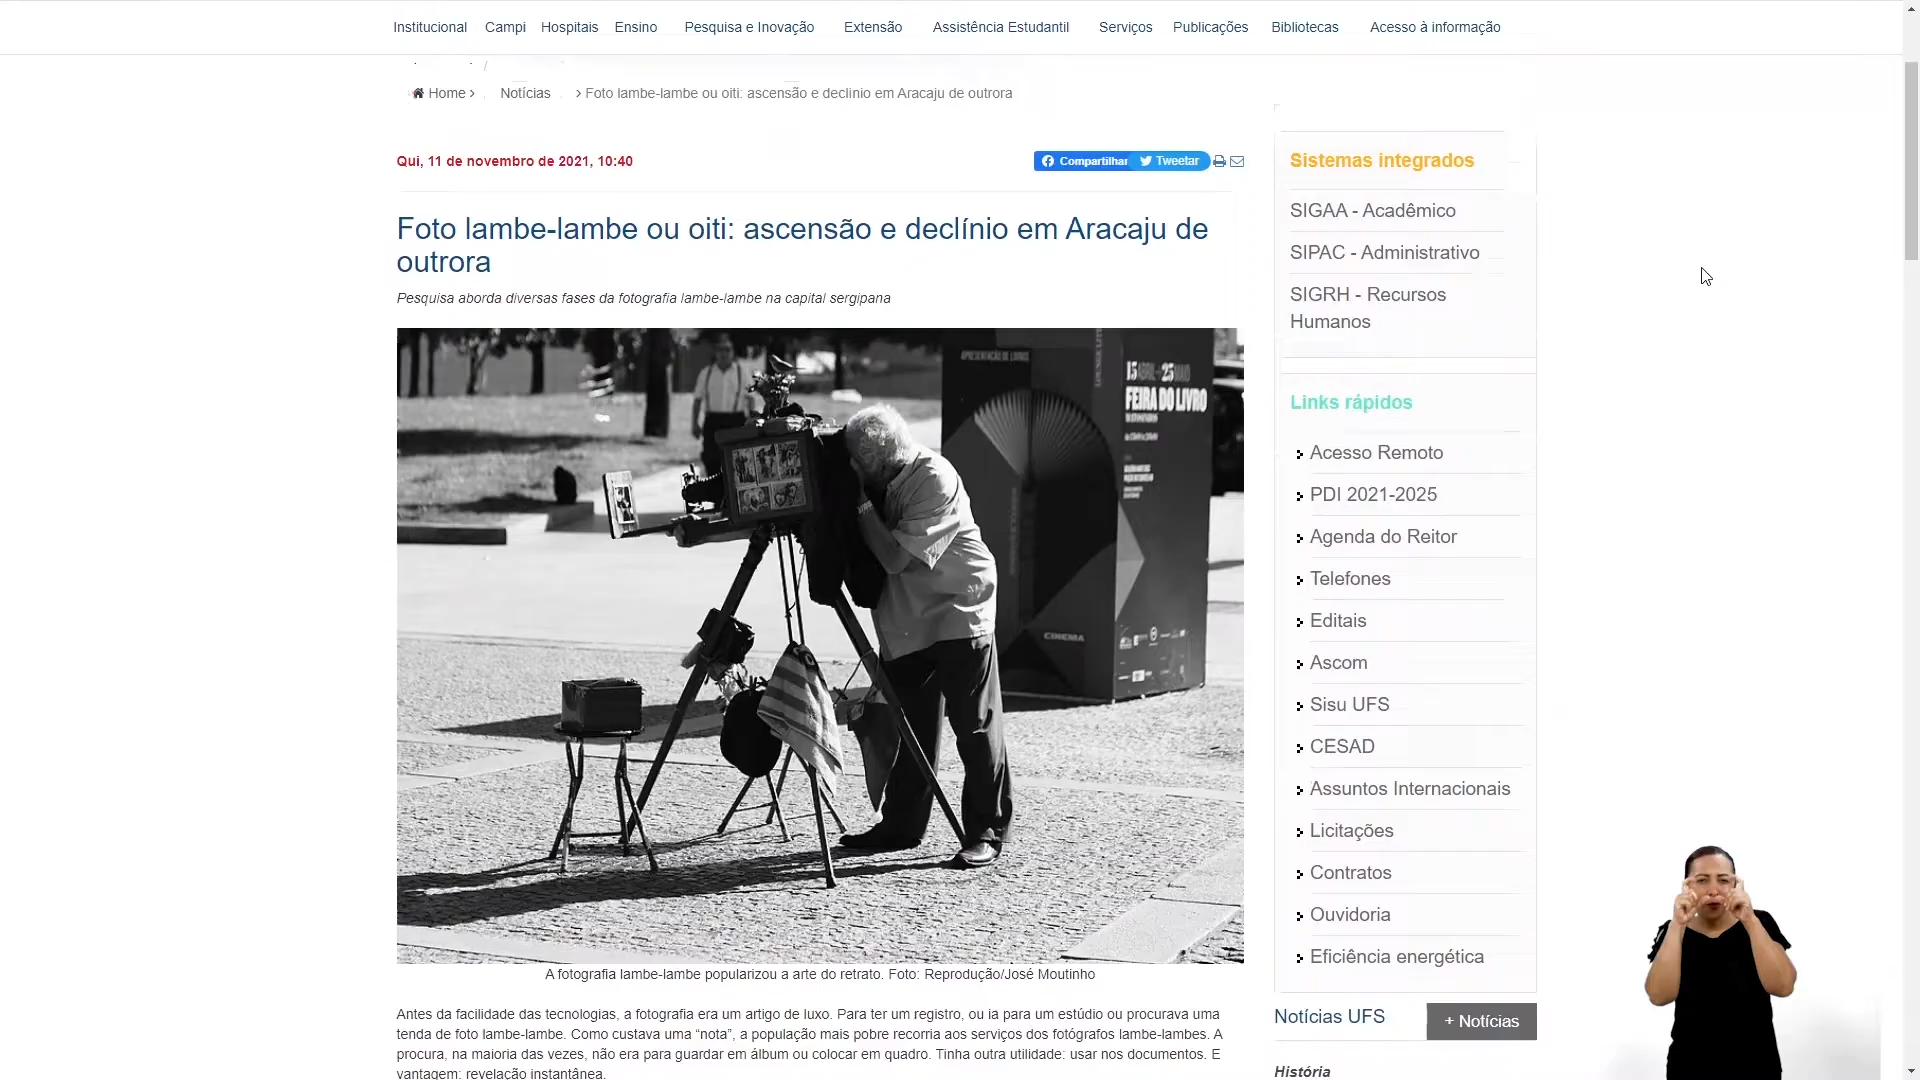 Institucional Campi Hospitais Ensino Pesquisa e Inovação Extensão Assistência Estudantil Serviços Publicações Bibliotecas Acesso à informação
Home > Notícias > Foto lambe-lambe ou oiti: ascensão e declínio em Aracaju de outrora
Qui, 11 de novembro de 2021, 10:40
Compartilhar Tweetar
Foto lambe-lambe ou oiti: ascensão e declínio em Aracaju de
outrora
Pesquisa aborda diversas fases da fotografia lambe-lambe na capital sergipana
APRESENTAÇÃO DE LIVROS
15 ABRIL - 25 MAIO
FEIRA DO LIVRO
CINEMA
A fotografia lambe-lambe popularizou a arte do retrato. Foto: Reprodução/José Moutinho
Antes da facilidade das tecnologias, a fotografia era um artigo de luxo. Para ter um registro, ou ia para um estúdio ou procurava uma
tenda de foto lambe-lambe. Como custava uma “nota”, a população mais pobre recorria aos serviços dos fotógrafos lambe-lambes. A
procura, na maioria das vezes, não era para guardar em álbum ou colocar em quadro. Tinha outra utilidade: usar nos documentos. E
vantagem: revelação instantânea.
Sistemas integrados
SIGAA - Acadêmico
SIPAC - Administrativo
SIGRH - Recursos
Humanos
Links rápidos
Acesso Remoto
PDI 2021-2025
Agenda do Reitor
Telefones
Editais
Ascom
Sisu UFS
CESAD
Assuntos Internacionais
Licitações
Contratos
Ouvidoria
Eficiência energética
Notícias UFS + Notícias
História